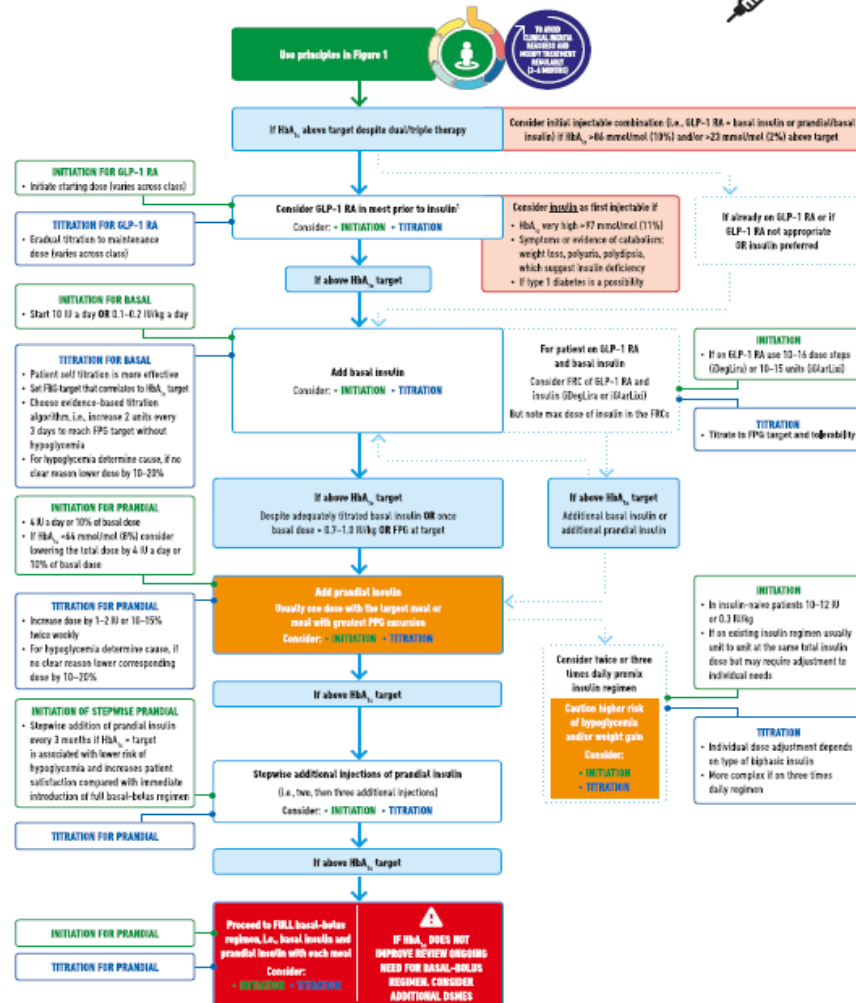 Use principles in Figure 1
TO AVOID
CLINICAL INERTIA
REASSESS AND
MODIFY TREATMENT
REGULARLY
(3–6 MONTHS)
If HbA1c above target despite dual/triple therapy
Consider initial injectable combination (i.e., GLP-1 RA + basal insulin or prandial/basal
insulin) if HbA1c >86 mmol/mol (10%) and/or >23 mmol/mol (2%) above target
INITIATION FOR GLP-1 RA
• Initiate starting dose (varies across class)
TITRATION FOR GLP-1 RA
• Gradual titration to maintenance
dose (varies across class)
Consider GLP-1 RA in most prior to insulin
Consider: • INITIATION • TITRATION
Consider insulin as first injectable if
• HbA1c very high >97 mmol/mol (11%)
• Symptoms or evidence of catabolism:
weight loss, polyuria, polydipsia,
which suggest insulin deficiency
• If type 1 diabetes is a possibility
If already on GLP-1 RA or if
GLP-1 RA not appropriate
OR insulin preferred
If above HbA1c target
INITIATION FOR BASAL
• Start 10 IU a day OR 0.1–0.2 IU/kg a day
TITRATION FOR BASAL
• Patient self titration is more effective
• Set FBG target that correlates to HbA1c target
• Choose evidence-based titration
algorithm, i.e., increase 2 units every
3 days to reach FPG target without
hypoglycemia
• For hypoglycemia determine cause, if no
clear reason lower dose by 10–20%
Add basal insulin
Consider: • INITIATION • TITRATION
For patient on GLP-1 RA
and basal insulin
Consider FRC of GLP-1 RA and
insulin (iDegLira or iGlarLixi)
But note max dose of insulin in the FRCs
INITIATION
• If on GLP-1 RA use 10–16 dose steps
(iDegLira) or 10–15 units (iGlarLixi)
TITRATION
• Titrate to FPG target and tolerability
If above HbA1c target
Despite adequately titrated basal insulin OR once
basal dose > 0.7–1.0 IU/kg OR FPG at target
If above HbA1c target
Additional basal insulin or
additional prandial insulin
INITIATION FOR PRANDIAL
• 4 IU a day or 10% of basal dose
• If HbA1c <64 mmol/mol (8%) consider
lowering the total dose by 4 IU a day or
10% of basal dose
TITRATION FOR PRANDIAL
• Increase dose by 1–2 IU or 10–15%
twice weekly
• For hypoglycemia determine cause, if
no clear reason lower corresponding
dose by 10–20%
Add prandial insulin
Usually one dose with the largest meal or
meal with greatest PPG excursion
Consider: • INITIATION • TITRATION
Consider twice or three
times daily premix
insulin regimen
Caution higher risk
of hypoglycemia
and/or weight gain
Consider:
• INITIATION
• TITRATION
INITIATION
• In insulin-naive patients 10–12 IU
or 0.3 IU/kg
• If on existing insulin regimen usually
unit to unit at the same total insulin
dose but may require adjustment to
individual needs
TITRATION
• Individual dose adjustment depends
on type of biphasic insulin
• More complex if on three times
daily regimen
If above HbA1c target
INITIATION OF STEPWISE PRANDIAL
• Stepwise addition of prandial insulin
every 3 months if HbA1c > target
is associated with lower risk of
hypoglycemia and increases patient
satisfaction compared with immediate
introduction of full basal-bolus regimen
TITRATION FOR PRANDIAL
Stepwise additional injections of prandial insulin
(i.e., two, then three additional injections)
Consider: • INITIATION • TITRATION
If above HbA1c target
INITIATION FOR PRANDIAL
TITRATION FOR PRANDIAL
Proceed to FULL basal-bolus
regimen, i.e., basal insulin and
prandial insulin with each meal
Consider:
• INITIATION • TITRATION
IF HbA1c DOES NOT
IMPROVE REVIEW ONGOING
NEED FOR BASAL-BOLUS
REGIMEN. CONSIDER
ADDITIONAL DSMES